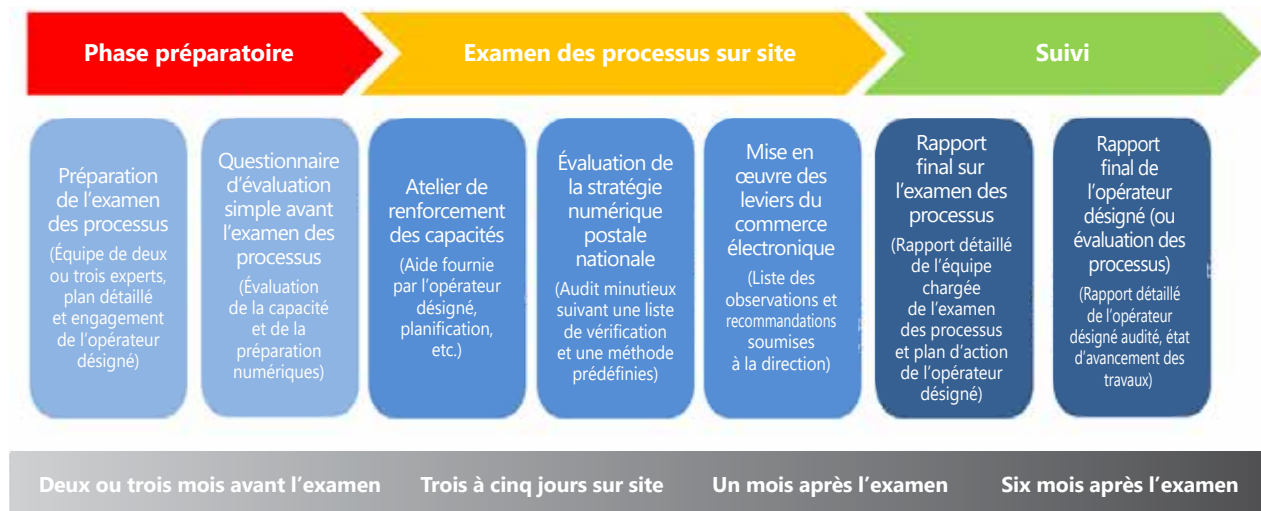 Phase préparatoire
Examen des processus sur site
Suivi
Préparation
de l'examen
des processus
(Équipe de deux
ou trois experts,
plan détaillé
et engagement
de l'opérateur
désigné)
Questionnaire
d'évaluation
simple avant
l'examen des
processus
(Évaluation
de la capacité
et de la
préparation
numériques)
Atelier de
renforcement
des capacités
(Aide fournie
par l'opérateur
désigné,
planification,
etc.)
Évaluation de
la stratégie
numérique
postale
nationale
(Audit minutieux
suivant une liste
de vérification
et une méthode
prédéfinies)
Mise en
œuvre des
leviers du
commerce
électronique
(Liste des
observations et
recommandations
soumises
à la direction)
Rapport
final sur
l'examen des
processus
(Rapport détaillé
de l'équipe
chargée
de l'examen
des processus
et plan d'action
de l'opérateur
désigné)
Rapport
final de
l'opérateur
désigné (ou
évaluation des
processus)
(Rapport détaillé
de l'opérateur
désigné audité, état
d'avancement des
travaux)
Deux ou trois mois avant l'examen
Trois à cinq jours sur site
Un mois après l'examen
Six mois après l'examen